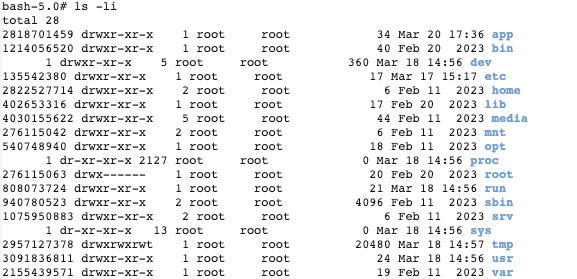 bash-5.0# ls -li
total 28
2818701459 drwxr-xr-x 1 root root 34 Mar 20 17:36 app
1214056520 drwxr-xr-x 1 root root 40 Feb 20 2023 bin
1 drwxr-xr-x 5 root root 360 Mar 18 14:56 dev
135542380 drwxr-xr-x 1 root root 17 Mar 17 15:17 etc
2822527714 drwxr-xr-x 2 root root 6 Feb 11 2023 home
402653316 drwxr-xr-x 1 root root 17 Feb 20 2023 lib
4030155622 drwxr-xr-x 5 root root 44 Feb 11 2023 media
276115042 drwxr-xr-x 2 root root 6 Feb 11 2023 mnt
540748940 drwxr-xr-x 1 root root 18 Feb 11 2023 opt
1 dr-xr-xr-x 2127 root root 0 Mar 18 14:56 proc
276115063 drwx------ 1 root root 20 Feb 20 2023 root
808073724 drwxr-xr-x 1 root root 21 Mar 18 14:56 run
940780523 drwxr-xr-x 2 root root 4096 Feb 11 2023 sbin
1075950883 drwxr-xr-x 2 root root 6 Feb 11 2023 srv
1 dr-xr-xr-x 13 root root 0 Mar 18 14:56 sys
2957127378 drwxrwxrwt 1 root root 20480 Mar 18 14:57 tmp
3091836811 drwxr-xr-x 1 root root 24 Mar 18 14:56 usr
2155439571 drwxr-xr-x 1 root root 19 Feb 11 2023 var